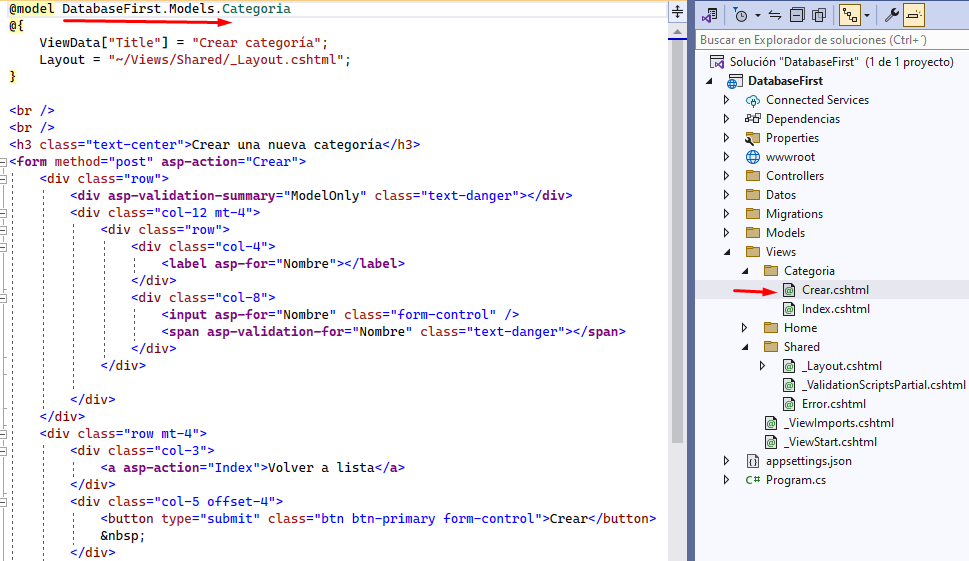 @model DatabaseFirst.Models.Categoria
@{
ViewData["Title"] = "Crear categoría";
Layout = "~/Views/Shared/_Layout.cshtml";
}
<br />
<br />
<h3 class="text-center">Crear una nueva categoría</h3>
<form method="post" asp-action="Crear">
<div class="row">
<div asp-validation-summary="ModelOnly" class="text-danger"></div>
<div class="col-12 mt-4">
<div class="row">
<div class="col-4">
<label asp-for="Nombre"></label>
</div>
<div class="col-8">
<input asp-for="Nombre" class="form-control" />
<span asp-validation-for="Nombre" class="text-danger"></span>
</div>
</div>
</div>
</div>
<div class="row mt-4">
<div class="col-3">
<a asp-action="Index">Volver a lista</a>
</div>
<div class="col-5 offset-4">
<button type="submit" class="btn btn-primary form-control">Crear</button>
&nbsp;
</div>
Buscar en Explorador de soluciones (Ctrl+´)
Solución "DatabaseFirst" (1 de 1 proyecto)
DatabaseFirst
Connected Services
Dependencias
Properties
wwwroot
Controllers
Datos
Migrations
Models
Views
Categoria
Crear.cshtml
Index.cshtml
Home
Shared
_Layout.cshtml
_ValidationScriptsPartial.cshtml
Error.cshtml
_ViewImports.cshtml
_ViewStart.cshtml
appsettings.json
C# Program.cs